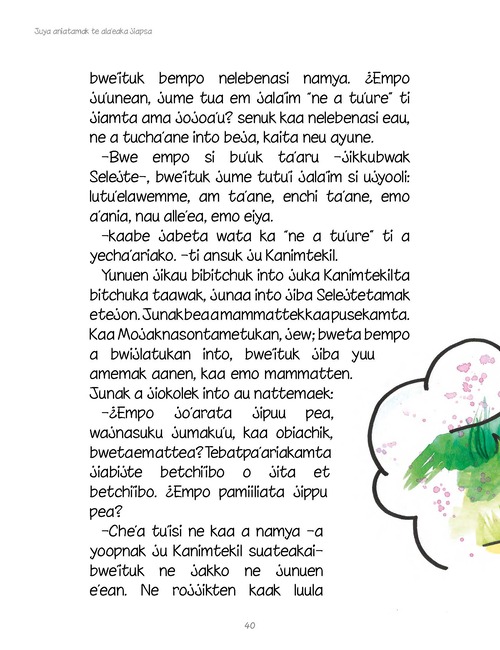 Juya aniatamak te ala'eaka jiapsa
bwe'ituk bempo nelebenasi namya. ¿Empo
ju'unean, jume tua em jala'im "ne a tu'ure" ti
jiamta ama jojoa'u? senuk kaa nelebenasi eau,
ne a tucha'ane into beja, kaita neu ayune.
–Bwe empo si bu'uk ta'aru –jikkubwak
Selejte–, bwe'ituk jume tutu'i jala'im si ujyooli:
lutu'elawemme, am ta'ane, enchi ta'ane, emo
a'ania, nau alle'ea, emo eiya.
–kaabe jabeta wata ka "ne a tu'ure" ti a
yecha'ariako. –ti ansuk ju Kanimtekil.
Yunuen jikau bibitchuk into juka Kanimtekilta
bitchuka taawak, junaa into jiba Selejtetamak
etejon. Junak bea a mammattek kaa pusekamta.
Kaa Mojaknasontametukan, jew; bweta bempo
a bwijlatukan into, bwe'ituk jiba yuu
amemak aanen, kaa emo mammatten.
Junak a jiokolek into au nattemaek:
–¿Empo jo'arata jipuu pea,
wajnasuku jumaku'u, kaa obiachik,
bweta em attea? Tebatpa'ariakamta
jiabijte betchi'ibo o jita et
betchi'ibo. ¿Empo pamiiliata jippu
pea?
–Che'a tu'isi ne kaa a namya –a
yoopnak ju Kanimtekil suateakai–
bwe'ituk ne jakko ne junuen
e'ean. Ne rojjikten kaak luula
40